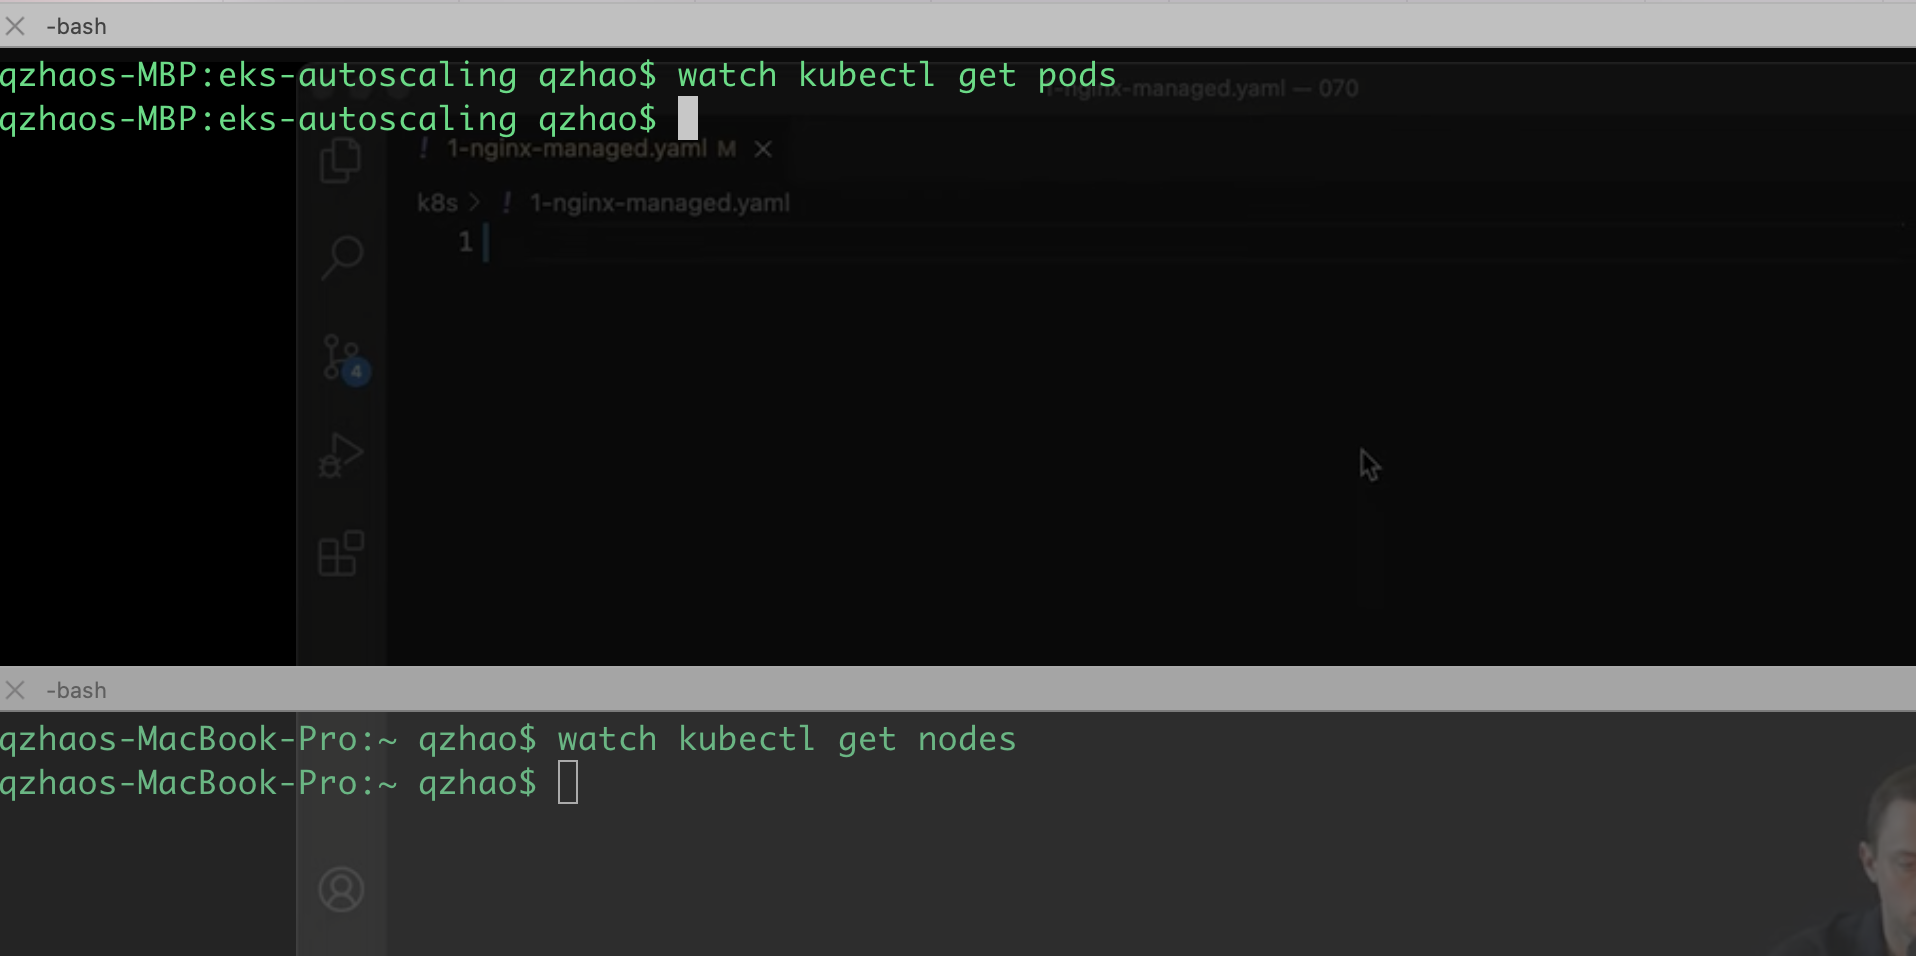 -bash
qzhaos-MBP:eks-autoscaling qzhao$ watch kubectl get pods
1-nginx-managed.yaml — 070
qzhaos-MBP:eks-autoscaling qzhao$
! 1-nginx-managed.yaml M
k8s > ! 1-nginx-managed.yaml
1
4
-bash
qzhaos-MacBook-Pro:~ qzhao$ watch kubectl get nodes
qzhaos-MacBook-Pro:~ qzhao$